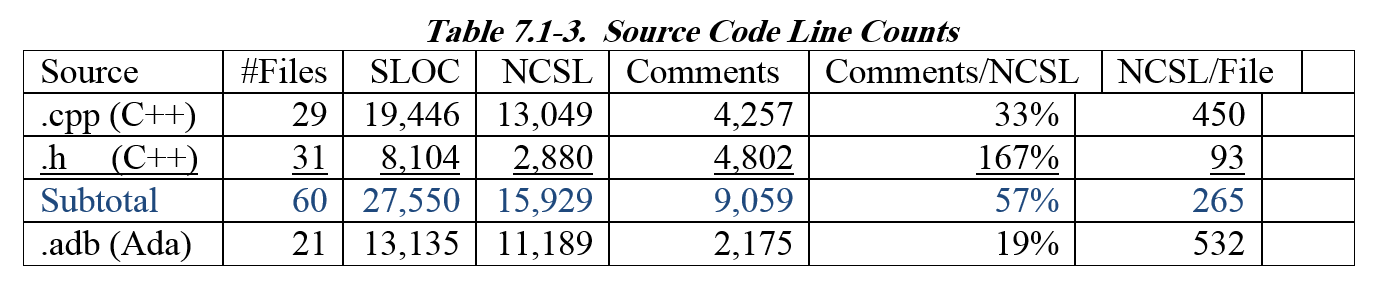 Table 7.1-3. Source Code Line Counts
Source #Files SLOC NCSL Comments Comments/NCSL NCSL/File
.cpp (C++) 29 19,446 13,049 4,257 33% 450
.h (C++) 31 8,104 2,880 4,802 167% 93
Subtotal 60 27,550 15,929 9,059 57% 265
.adb (Ada) 21 13,135 11,189 2,175 19% 532